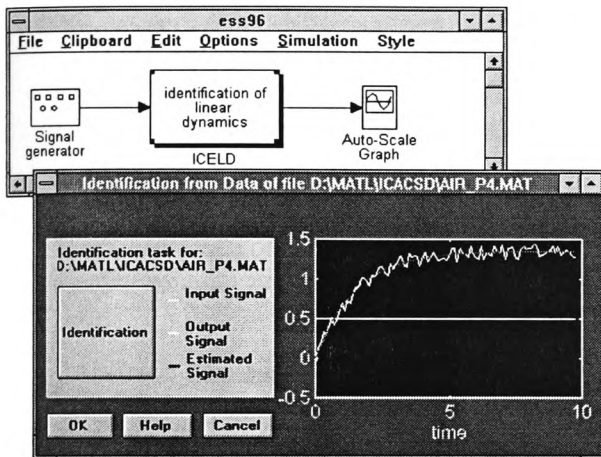 ess96
File Clipboard Edit Options Simulation Style
Signal
generator
identification of
linear
dynamics
ICELD
Auto-Scale
Graph
Identification from Data of file D:\MATL\ICACSD\AIR_P4.MAT
Identification task for:
D:\MATL\ICACSD\AIR_P4.MAT
Identification
Input Signal
Output
Signal
Estimated
Signal
OK Help Cancel
1.5
1
0.5
0
-0.5
0 5 10
time